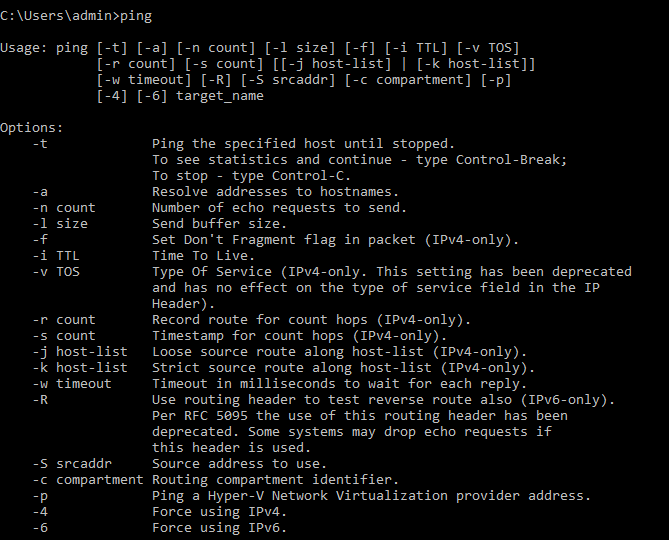 C:\Users\admin>ping
Usage: ping [-t] [-a] [-n count] [-l size] [-f] [-i TTL] [-v TOS]
            [-r count] [-s count] [[-j host-list] | [-k host-list]]
            [-w timeout] [-R] [-S srcaddr] [-c compartment] [-p]
            [-4] [-6] target_name
Options:
    -t             Ping the specified host until stopped.
                   To see statistics and continue - type Control-Break;
                   To stop - type Control-C.
    -a             Resolve addresses to hostnames.
    -n count       Number of echo requests to send.
    -l size        Send buffer size.
    -f             Set Don't Fragment flag in packet (IPv4-only).
    -i TTL         Time To Live.
    -v TOS         Type Of Service (IPv4-only. This setting has been deprecated
                   and has no effect on the type of service field in the IP
                   Header).
    -r count       Record route for count hops (IPv4-only).
    -s count       Timestamp for count hops (IPv4-only).
    -j host-list   Loose source route along host-list (IPv4-only).
    -k host-list   Strict source route along host-list (IPv4-only).
    -w timeout     Timeout in milliseconds to wait for each reply.
    -R             Use routing header to test reverse route also (IPv6-only).
                   Per RFC 5095 the use of this routing header has been
                   deprecated. Some systems may drop echo requests if
                   this header is used.
    -S srcaddr     Source address to use.
    -c compartment Routing compartment identifier.
    -p             Ping a Hyper-V Network Virtualization provider address.
    -4             Force using IPv4.
    -6             Force using IPv6.